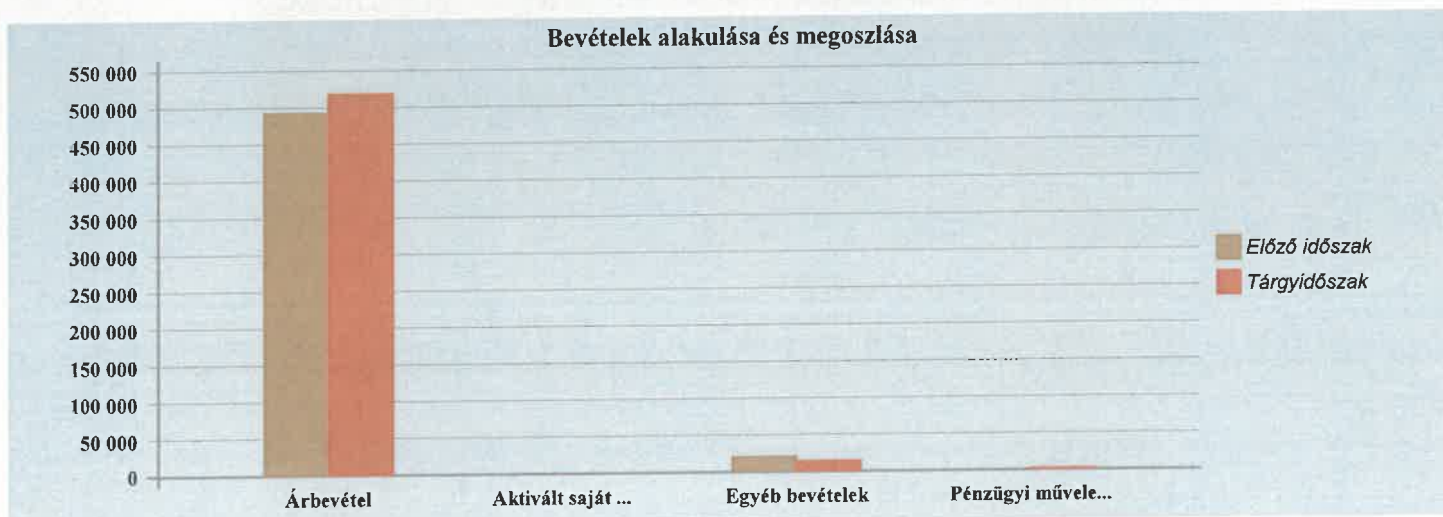 Bevételek alakulása és megoszlása
550 000
500 000
450 000
400 000
350 000
300 000
250 000
200 000
150 000
100 000
50 000
0
Árbevétel
Aktivált saját ...
Egyéb bevételek
Pénzügyi művele...
Előző időszak
Tárgyidőszak